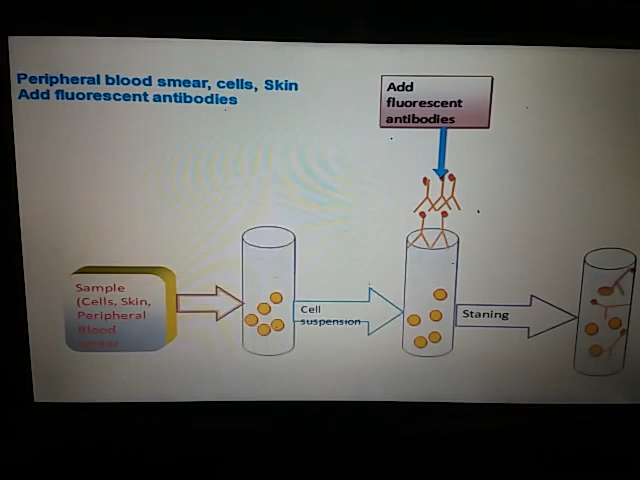 Peripheral blood smear, cells, Skin
Add fluorescent antibodies
Add
fluorescent
antibodies
Sample
(Cells, Skin,
Peripheral
Blood
smear
Cell
suspension
Staning